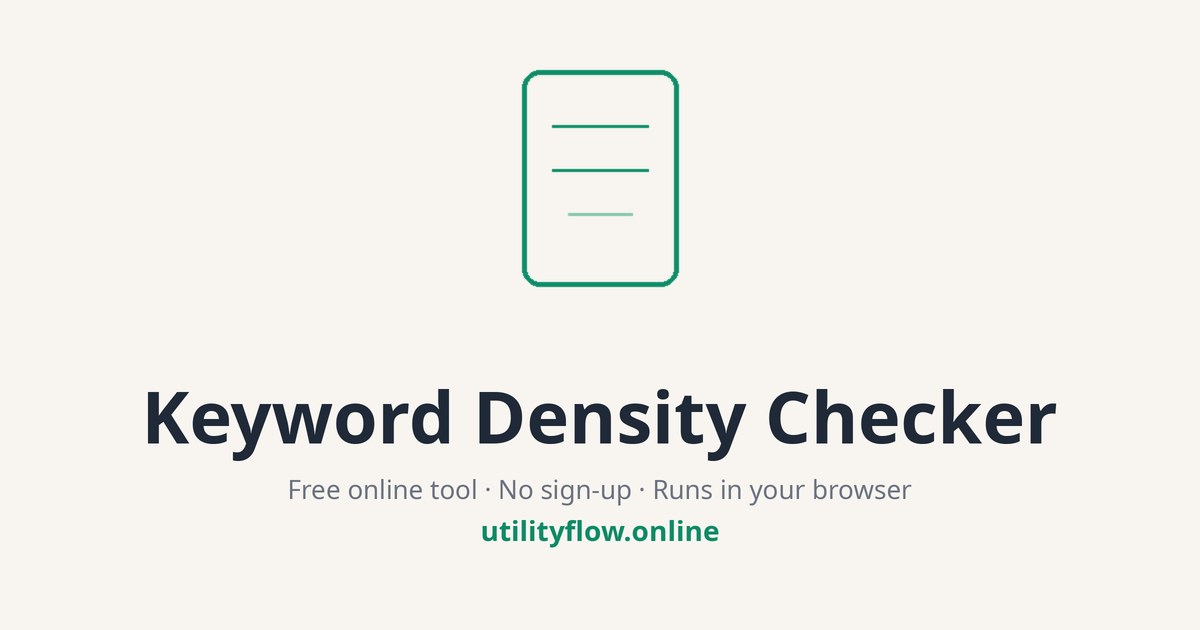 Keyword Density Checker
Free online tool · No sign-up · Runs in your browser
utilityflow.online